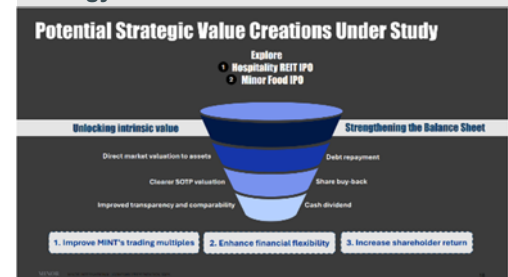 Potential Strategic Value Creations Under Study
Explore
1 Hospitality REIT IPO
2 Minor Food IPO
Unlocking intrinsic value
Strengthening the Balance Sheet
Direct market valuation to assets
Debt repayment
Clearer SOTP valuation
Share buy-back
Improved transparency and comparability
Cash dividend
1. Improve MINT's trading multiples
2. Enhance financial flexibility
3. Increase shareholder return